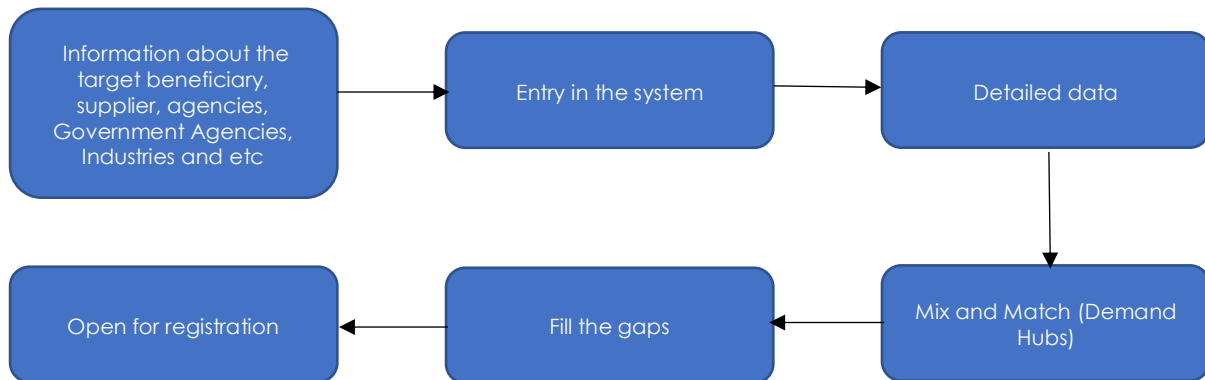 Information about the
target beneficiary,
supplier, agencies,
Government Agencies,
Industries and etc
Entry in the system
Detailed data
Open for registration
Fill the gaps
Mix and Match (Demand
Hubs)